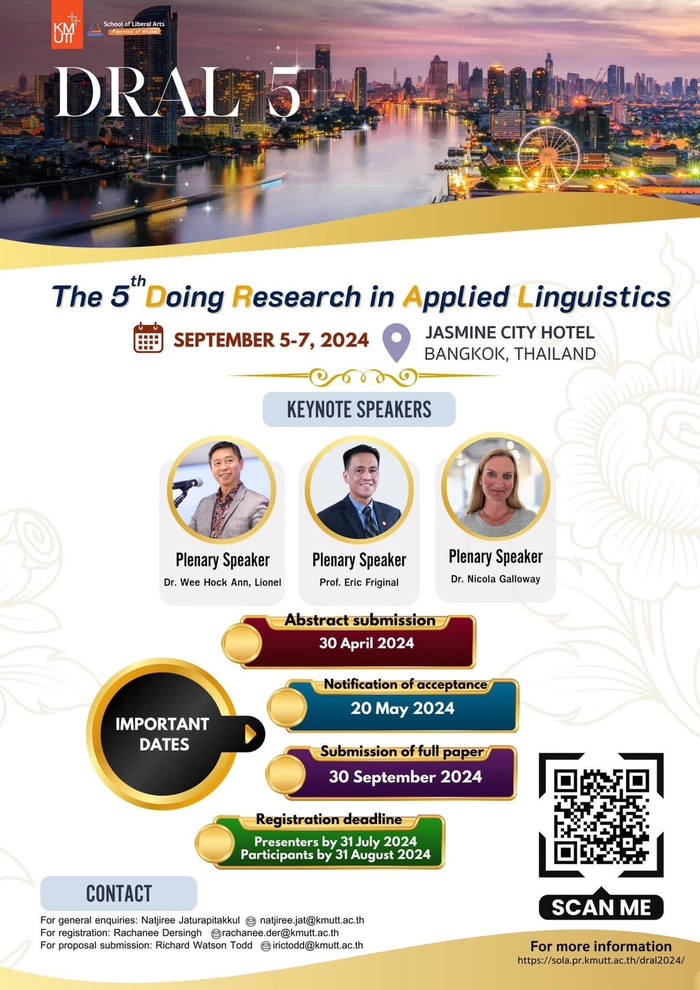 KM
UTT
School of Liberal Arts
DRAL 5
The 5th Doing Research in Applied Linguistics
SEPTEMBER 5-7, 2024
JASMINE CITY HOTEL
BANGKOK, THAILAND
KEYNOTE SPEAKERS
Plenary Speaker
Dr. Wee Hock Ann, Lionel
Plenary Speaker
Prof. Eric Friginal
Plenary Speaker
Dr. Nicola Galloway
IMPORTANT
DATES
Abstract submission
30 April 2024
Notification of acceptance
20 May 2024
Submission of full paper
30 September 2024
Registration deadline
Presenters by 31 July 2024
Participants by 31 August 2024
SCAN ME
CONTACT
For general enquiries: Natjiree Jaturapitakkul natjiree.jat@kmutt.ac.th
For registration: Rachanee Dersingh rachanee.der@kmutt.ac.th
For proposal submission: Richard Watson Todd irictodd@kmutt.ac.th
For more information
https://sola.pr.kmutt.ac.th/dral2024/